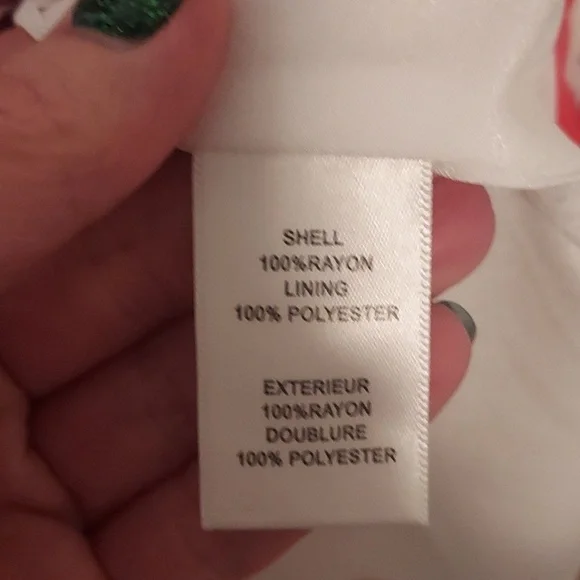 SHELL
100%RAYON
LINING
100% POLYESTER
EXTERIEUR
100%RAYON
DOUBLURE
100% POLYESTER